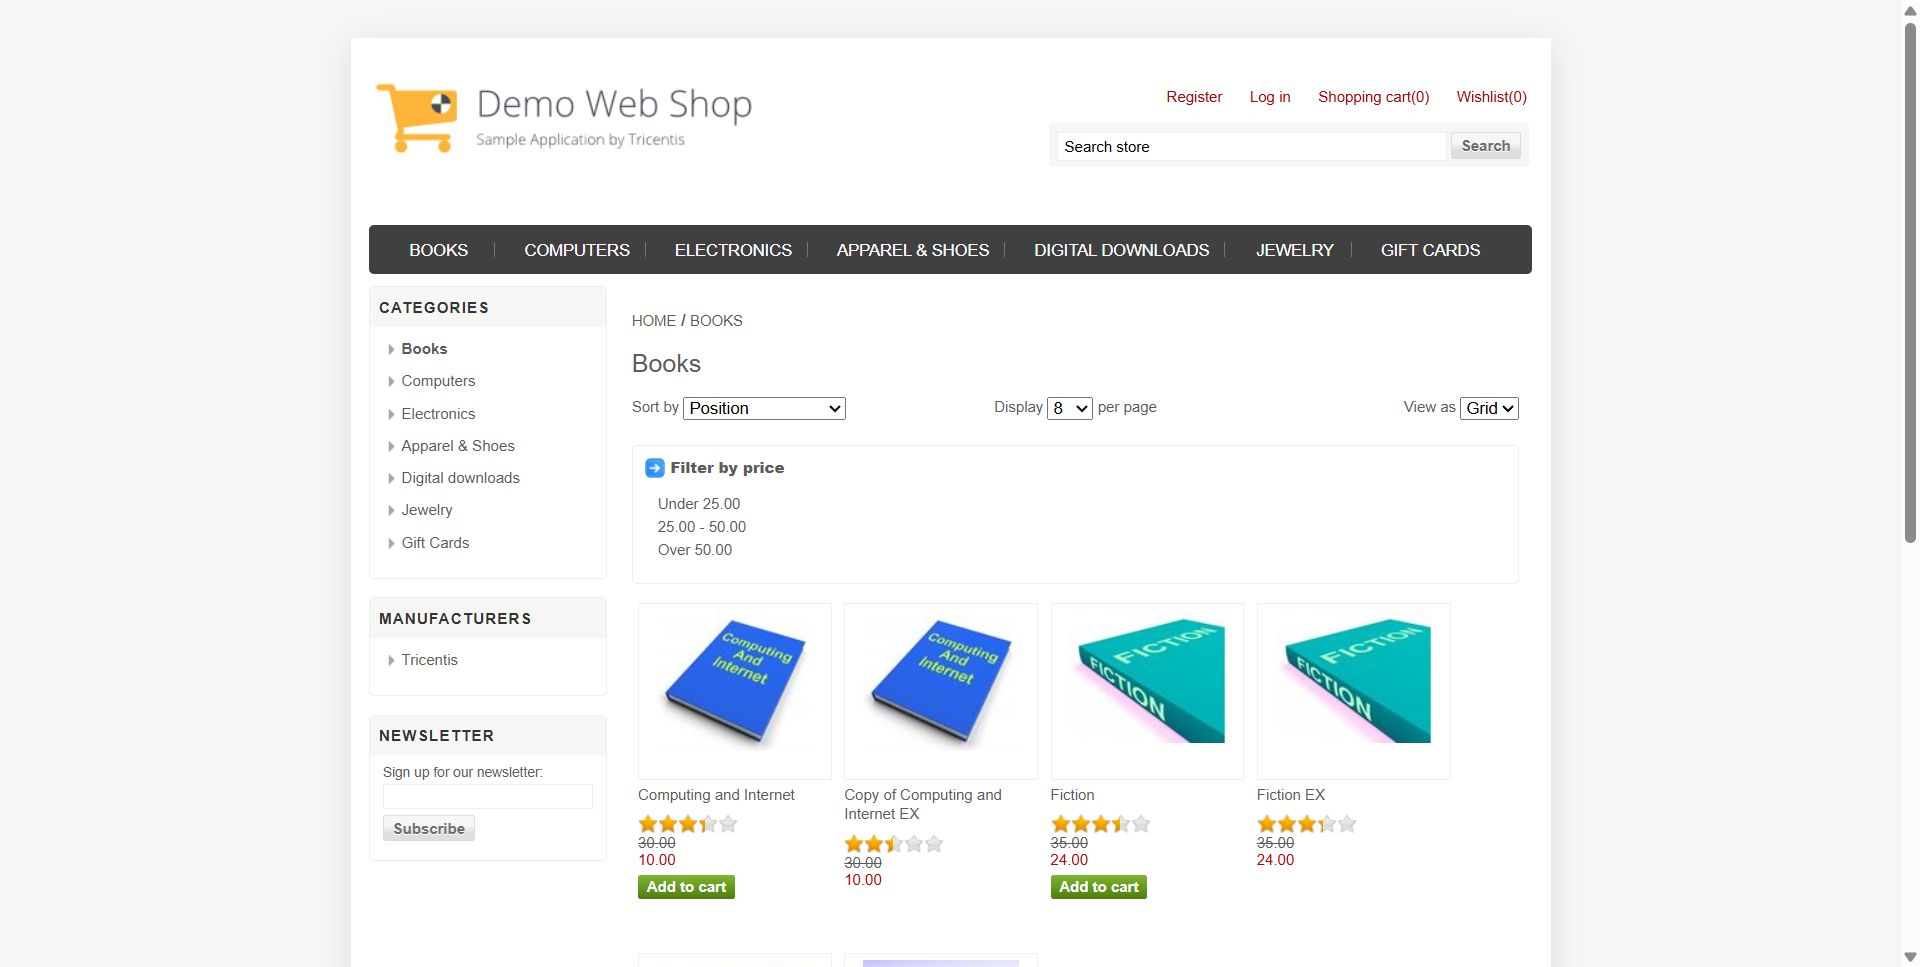 Demo Web Shop
Sample Application by Tricentis
Register
Log in
Shopping cart(0)
Wishlist(0)
Search store
Search
BOOKS
COMPUTERS
ELECTRONICS
APPAREL & SHOES
DIGITAL DOWNLOADS
JEWELRY
GIFT CARDS
CATEGORIES
Books
Computers
Electronics
Apparel & Shoes
Digital downloads
Jewelry
Gift Cards
MANUFACTURERS
Tricentis
NEWSLETTER
Sign up for our newsletter:
Subscribe
HOME / BOOKS
Books
Sort by Position
Display 8 per page
View as Grid
Filter by price
Under 25.00
25.00 - 50.00
Over 50.00
Computing
And
Internet
Computing and Internet
30.00
10.00
Add to cart
Computing
And
Internet
Copy of Computing and
Internet EX
30.00
10.00
FICTION
FICTION
Fiction
35.00
24.00
Add to cart
FICTION
FICTION
Fiction EX
35.00
24.00